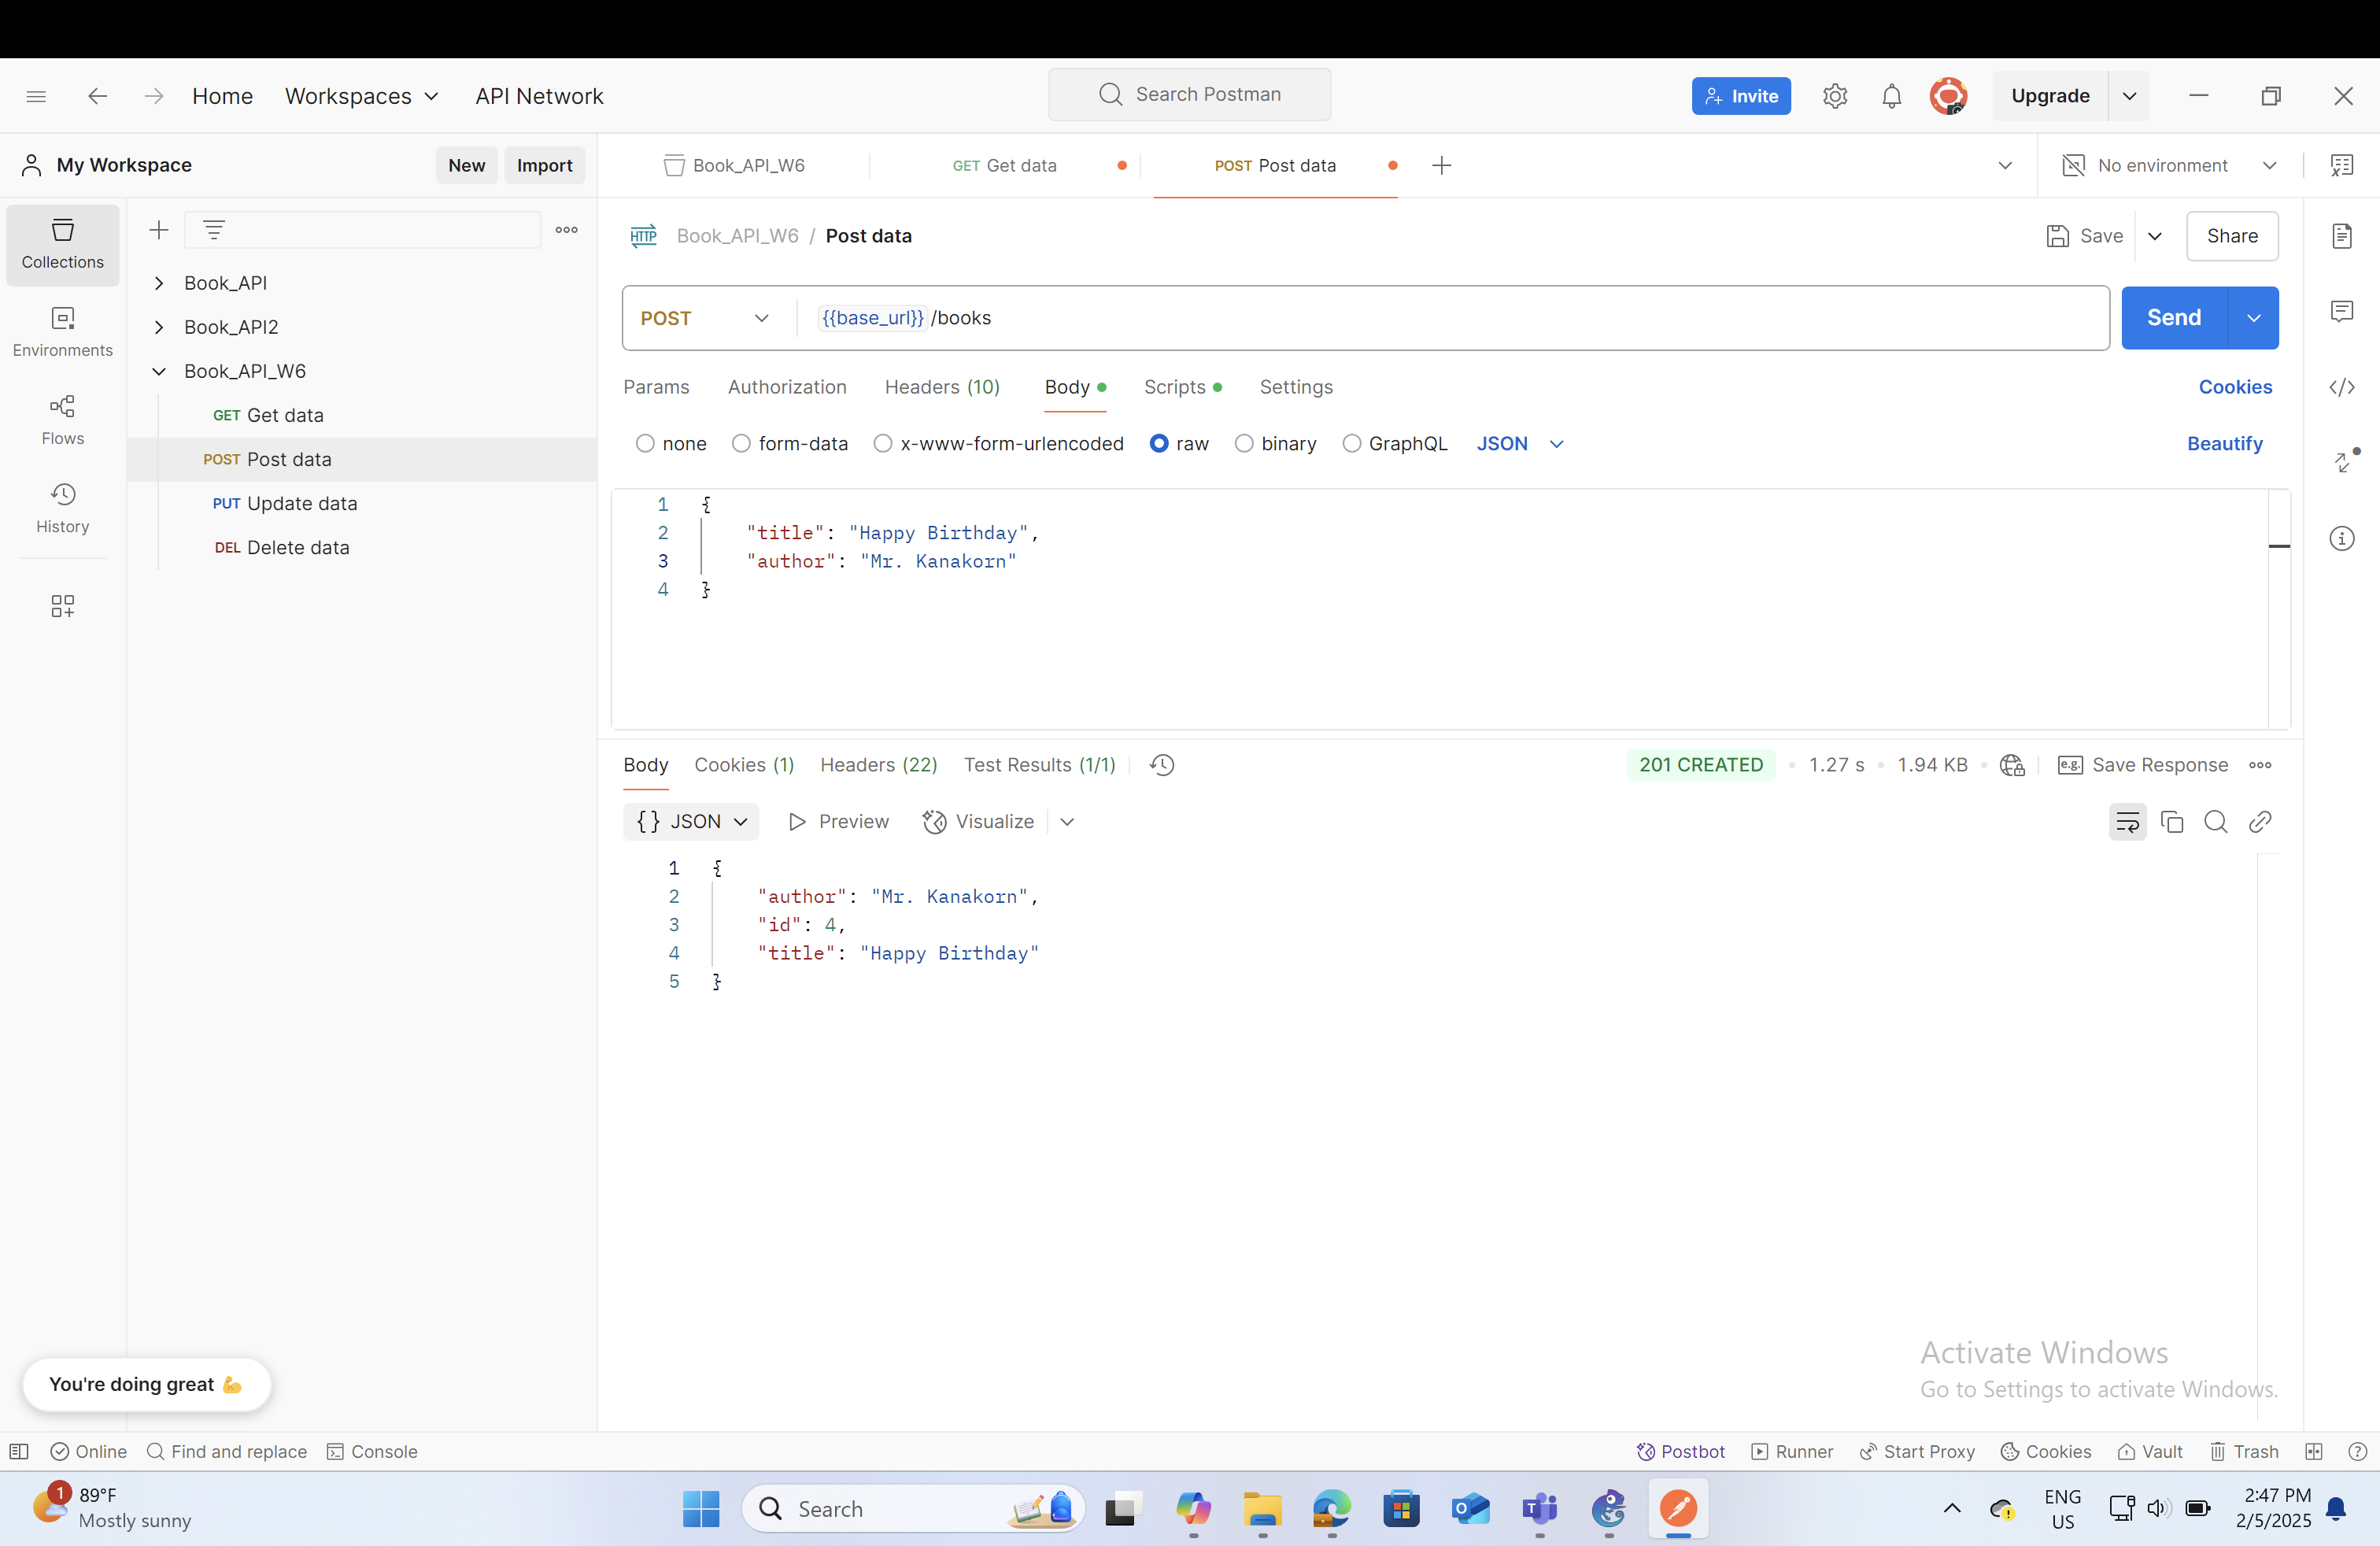 Home Workspaces API Network Search Postman Invite Upgrade
My Workspace New Import Book_API_W6 GET Get data POST Post data No environment
Collections
Environments
Flows
History
Book_API
Book_API2
Book_API_W6
GET Get data
POST Post data
PUT Update data
DEL Delete data
HTTP Book_API_W6 / Post data Save Share
POST {{base_url}} /books Send
Params Authorization Headers (10) Body Scripts Settings Cookies
none form-data x-www-form-urlencoded raw binary GraphQL JSON Beautify
1 {
2 "title": "Happy Birthday",
3 "author": "Mr. Kanakorn"
4 }
Body Cookies (1) Headers (22) Test Results (1/1) 201 CREATED 1.27 s 1.94 KB e.g. Save Response
{} JSON Preview Visualize
1 {
2 "author": "Mr. Kanakorn",
3 "id": 4,
4 "title": "Happy Birthday"
5 }
Activate Windows
Go to Settings to activate Windows.
You're doing great 💪
Online Find and replace Console Postbot Runner Start Proxy Cookies Vault Trash
1 89°F
Mostly sunny
Search
ENG
US
2:47 PM
2/5/2025